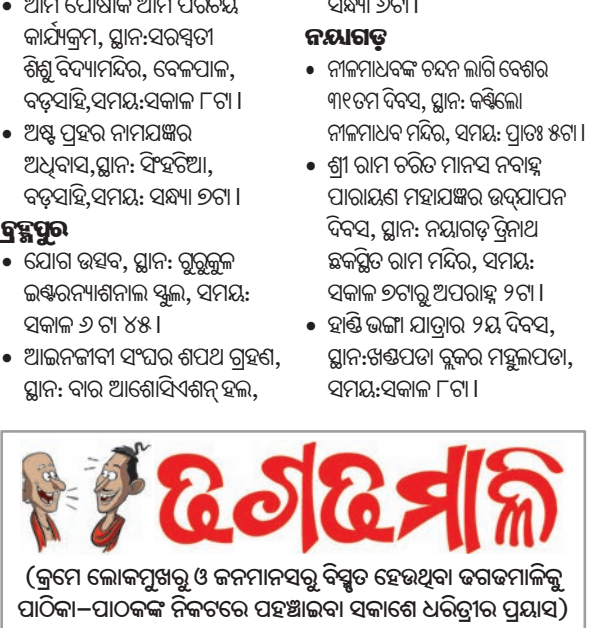 • ଆମ ପୋଷାକ ଆମ ପରିଚୟ
କାର୍ଯ୍ୟକ୍ରମ, ସ୍ଥାନ:ସରସ୍ୱତୀ
ଶିଶୁ ବିଦ୍ୟାମନ୍ଦିର, ବେଳପାଳ,
ବଡ଼ସାହି,ସମୟ:ସକାଳ ୮ଟା ।
• ଅଷ୍ଟ ପ୍ରହର ନାମଯଜ୍ଞର
ଅଧିବାସ,ସ୍ଥାନ: ସିଂହଟିଆ,
ବଡ଼ସାହି,ସମୟ: ସନ୍ଧ୍ୟା ୭ଟା ।
ବ୍ରହ୍ମପୁର
• ଯୋଗ ଉତ୍ସବ, ସ୍ଥାନ: ଗୁରୁକୁଳ
ଇଣ୍ଟରନ୍ୟାଶନାଲ ସ୍କୁଲ, ସମୟ:
ସକାଳ ୬ ଟା ୪୫ ।
• ଆଇନଜୀବୀ ସଂଘର ଶପଥ ଗ୍ରହଣ,
ସ୍ଥାନ: ବାର ଆଶୋସିଏଶନ୍ ହଲ,
ସନ୍ଧ୍ୟା ୬ଟା ।
ନୟାଗଡ଼
• ନୀଳମାଧବଙ୍କ ଚନ୍ଦନ ଲାଗି ବେଶର
୩୧ତମ ଦିବସ, ସ୍ଥାନ: କଣ୍ଟିଲୋ
ନୀଳମାଧବ ମନ୍ଦିର, ସମୟ: ପ୍ରାତଃ ୫ଟା ।
• ଶ୍ରୀ ରାମ ଚରିତ ମାନସ ନବାହ୍ନ
ପାରାୟଣ ମହାଯଜ୍ଞର ଉଦ୍‌ଯାପନ
ଦିବସ, ସ୍ଥାନ: ନୟାଗଡ଼ ତ୍ରିନାଥ
ଛକସ୍ଥିତ ରାମ ମନ୍ଦିର, ସମୟ:
ସକାଳ ୭ଟାରୁ ଅପରାହ୍ନ ୨ଟା ।
• ହାଣ୍ଡି ଭଙ୍ଗା ଯାତ୍ରାର ୨ୟ ଦିବସ,
ସ୍ଥାନ:ଖଣ୍ଡପଡା ବ୍ଲକର ମହୁଲପଡା,
ସମୟ:ସକାଳ ୮ଟା ।
ଢଗଢମାଳି
(କ୍ରମେ ଲୋକମୁଖରୁ ଓ ଜନମାନସରୁ ବିସ୍ମୃତ ହେଉଥିବା ଢଗଢମାଳିକୁ
ପାଠିକା–ପାଠକଙ୍କ ନିକଟରେ ପହଞ୍ଚାଇବା ସକାଶେ ଧରିତ୍ରୀର ପ୍ରୟାସ)